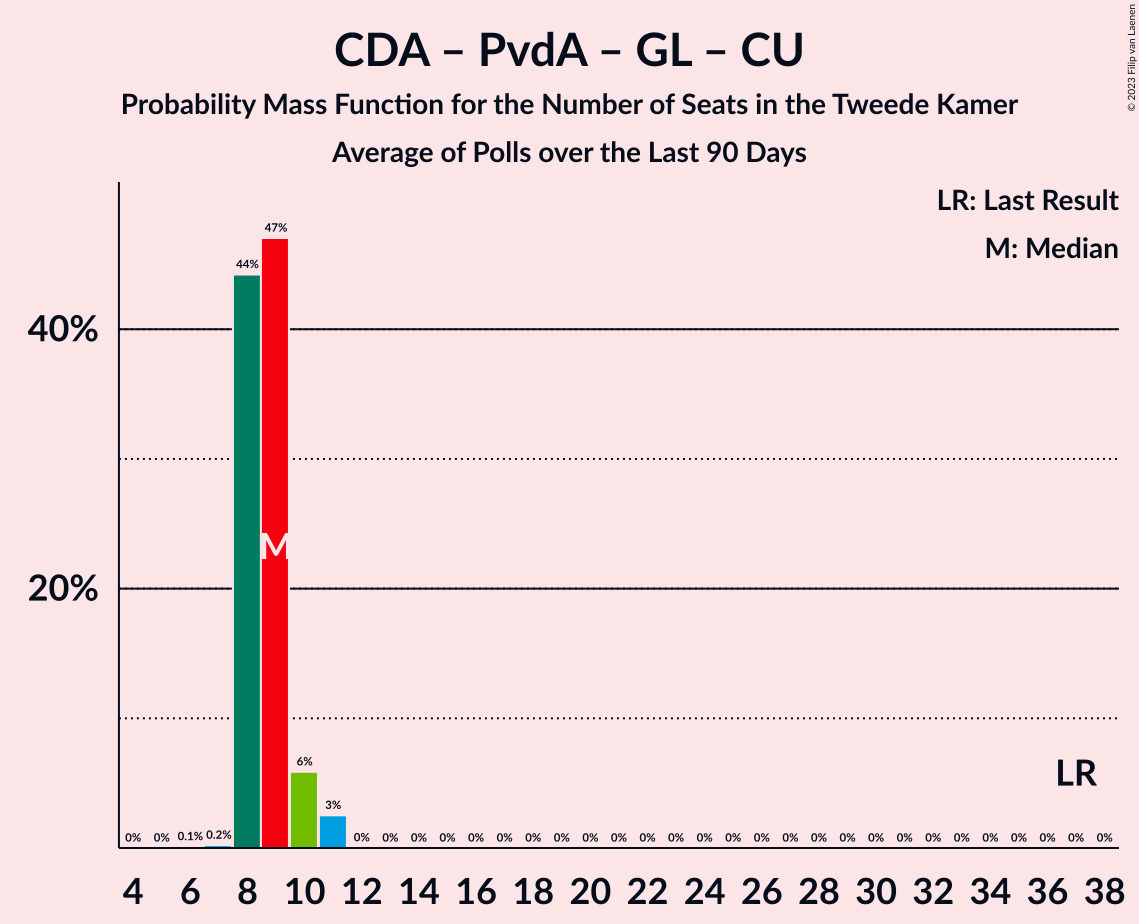 CDA – PvdA – GL – CU
Probability Mass Function for the Number of Seats in the Tweede Kamer
Average of Polls over the Last 90 Days
© 2023 Filip van Laenen
LR: Last Result
M: Median
47%
44%
40%
M
20%
LR
6%
3%
0% 0% 0.1% 0.2% 0% 0% 0% 0% 0% 0% 0% 0% 0% 0% 0% 0% 0% 0% 0% 0% 0% 0% 0% 0% 0% 0% 0% 0% 0% 0% 0%
4 6 8 10 12 14 16 18 20 22 24 26 28 30 32 34 36 38